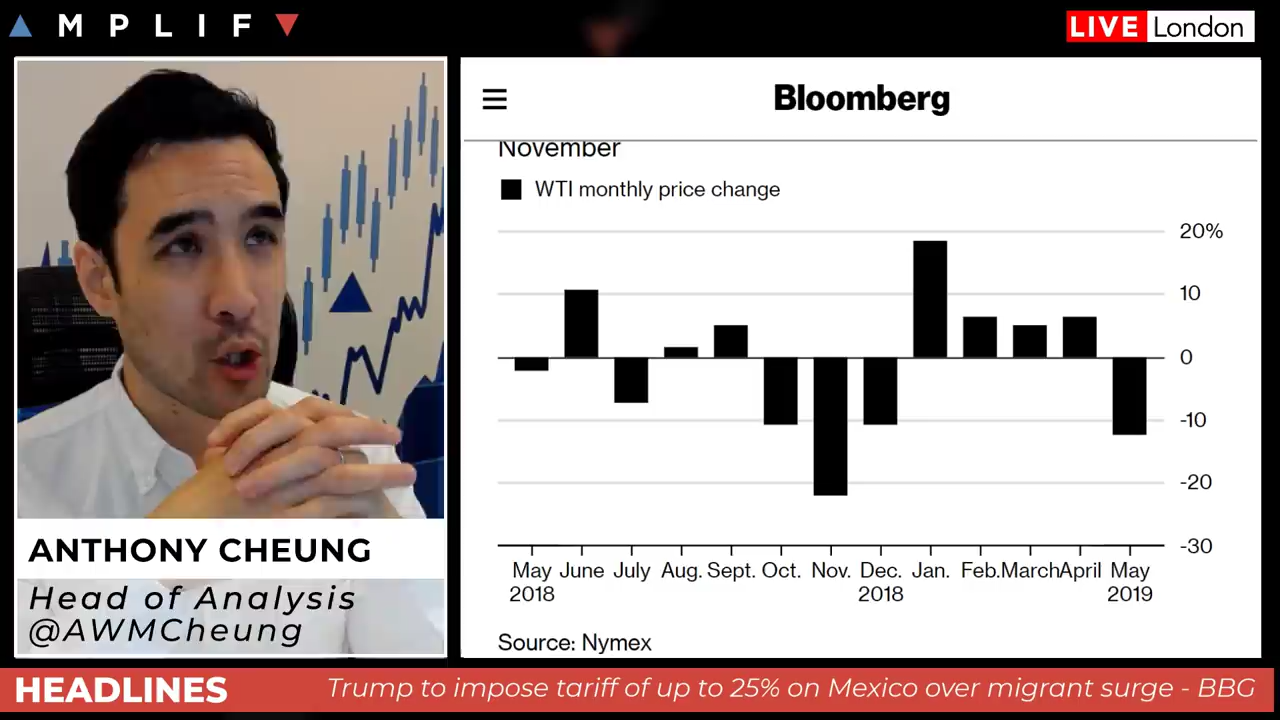 MPLIF
LIVE London
Bloomberg
November
WTI monthly price change
20%
10
0
-10
-20
-30
May June July Aug. Sept. Oct. Nov. Dec. Jan. Feb. March April May
2018 2018 2019
Source: Nymex
ANTHONY CHEUNG
Head of Analysis
@AWMCheung
HEADLINES Trump to impose tariff of up to 25% on Mexico over migrant surge - BBG